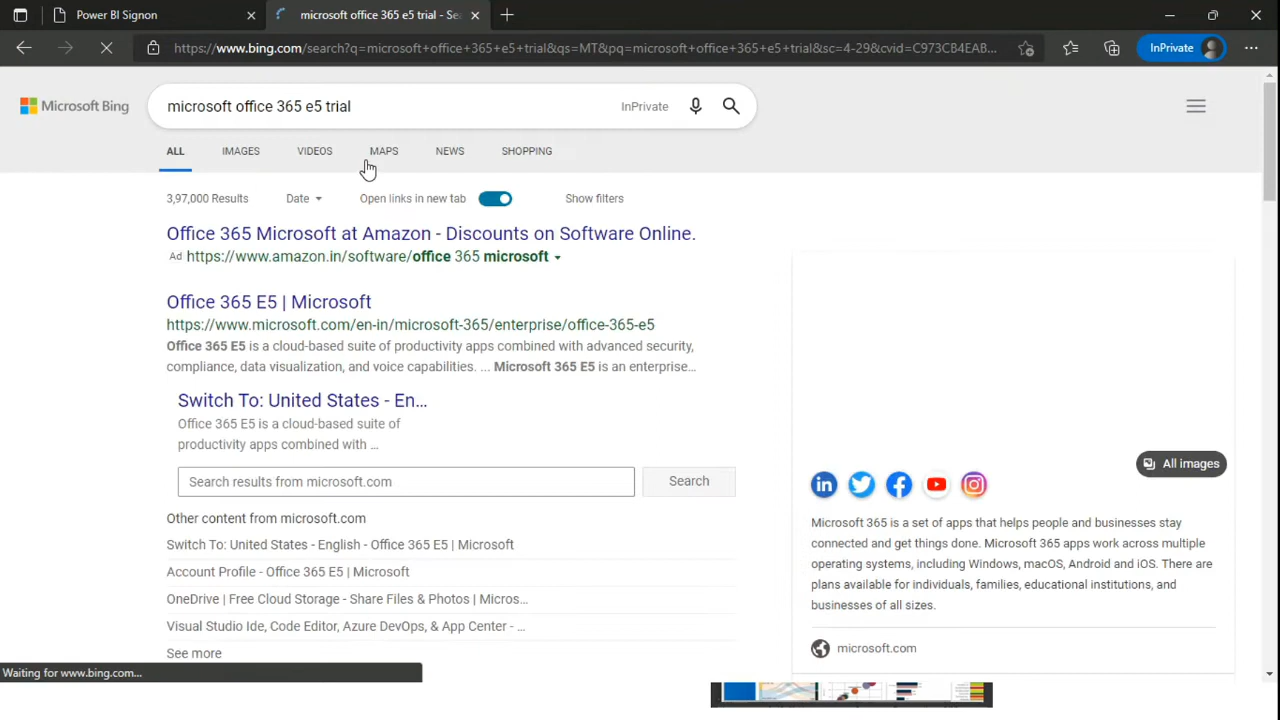 Power BI Signon
microsoft office 365 e5 trial - Sea
https://www.bing.com/search?q=microsoft+office+365+e5+trial&qs=MT&pq=microsoft+office+365+e5+trial&sc=4-29&cvid=C973CB4EAB...
InPrivate
Microsoft Bing
microsoft office 365 e5 trial
InPrivate
ALL IMAGES VIDEOS MAPS NEWS SHOPPING
3,97,000 Results Date Open links in new tab Show filters
Office 365 Microsoft at Amazon - Discounts on Software Online.
Ad https://www.amazon.in/software/office 365 microsoft
Office 365 E5 | Microsoft
https://www.microsoft.com/en-in/microsoft-365/enterprise/office-365-e5
Office 365 E5 is a cloud-based suite of productivity apps combined with advanced security,
compliance, data visualization, and voice capabilities. ... Microsoft 365 E5 is an enterprise...
Switch To: United States - En...
Office 365 E5 is a cloud-based suite of
productivity apps combined with ...
Search results from microsoft.com Search
Other content from microsoft.com
Switch To: United States - English - Office 365 E5 | Microsoft
Account Profile - Office 365 E5 | Microsoft
OneDrive | Free Cloud Storage - Share Files & Photos | Micros...
Visual Studio Ide, Code Editor, Azure DevOps, & App Center - ...
See more
All images
Microsoft 365 is a set of apps that helps people and businesses stay
connected and get things done. Microsoft 365 apps work across multiple
operating systems, including Windows, macOS, Android and iOS. There are
plans available for individuals, families, educational institutions, and
businesses of all sizes.
microsoft.com
Waiting for www.bing.com...